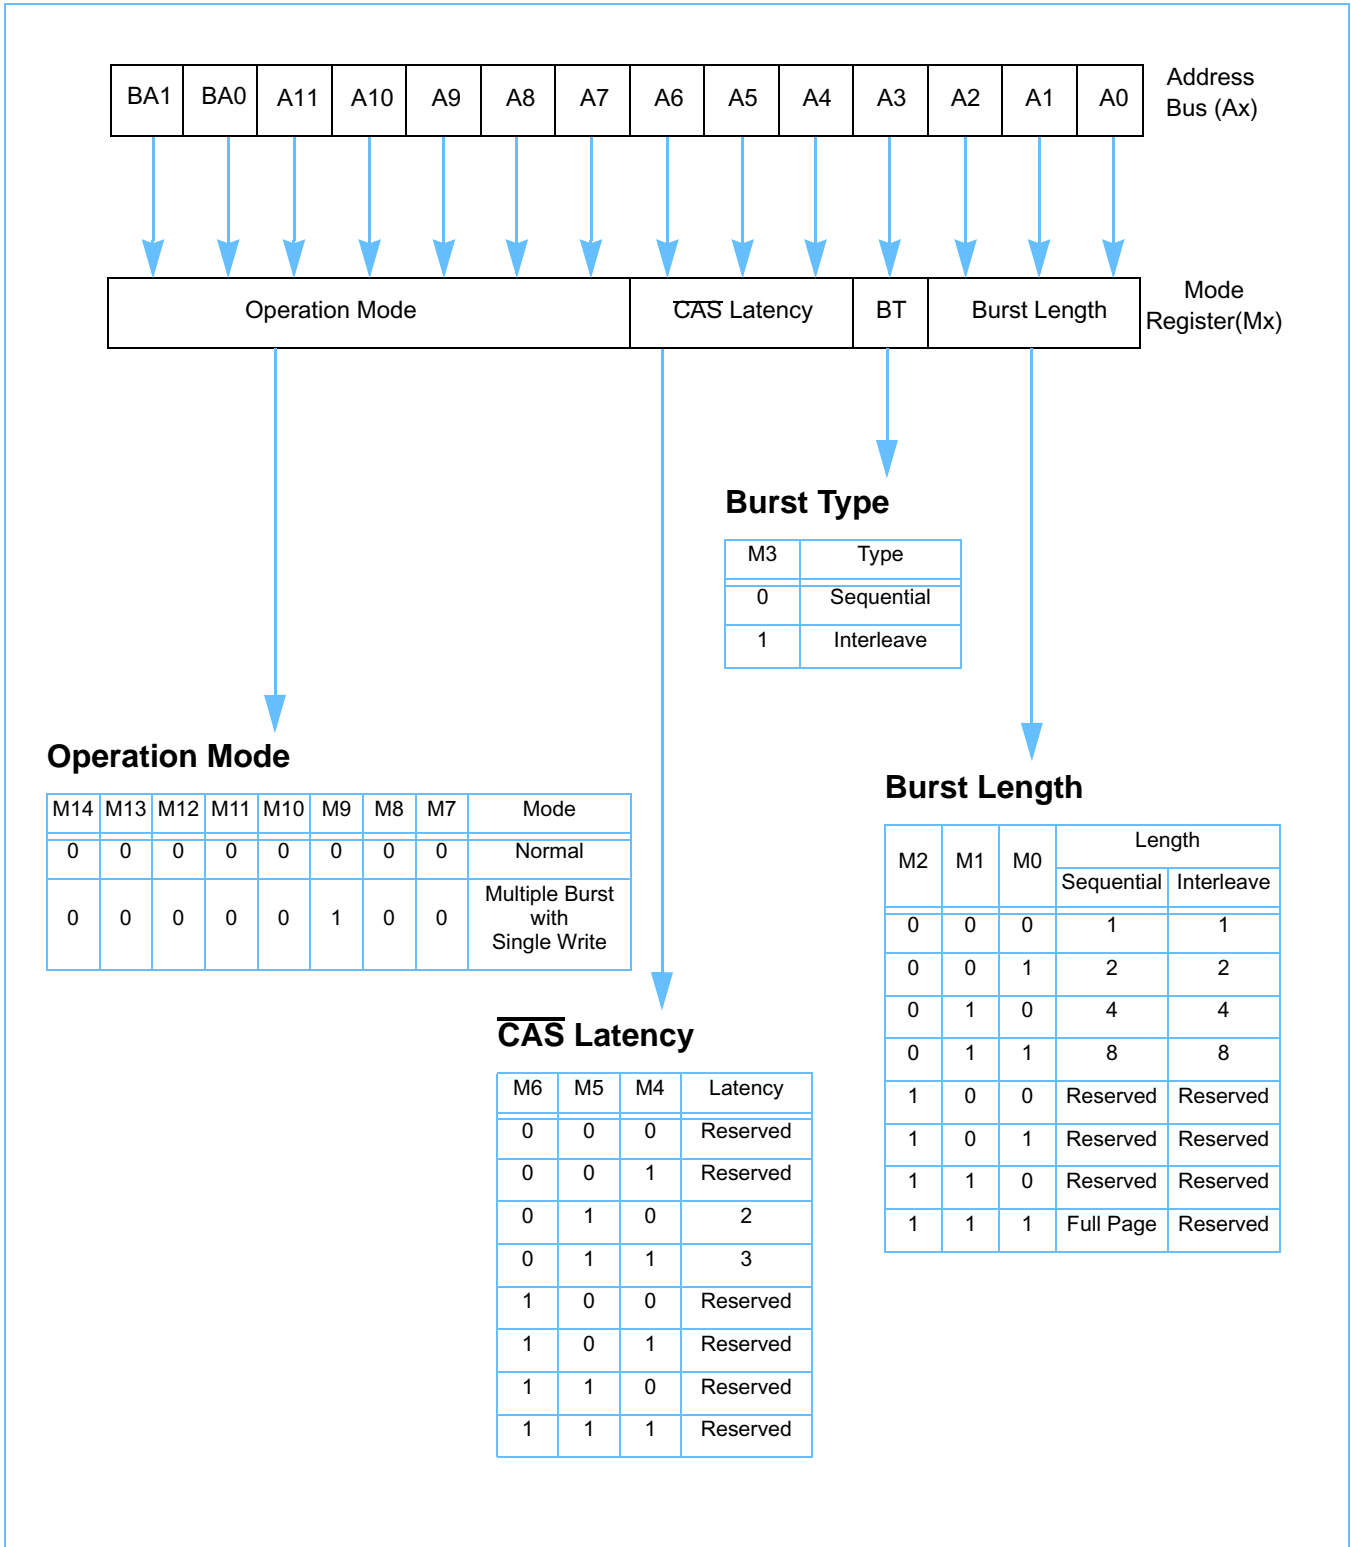 BA1 BA0 A11 A10 A9 A8 A7 A6 A5 A4 A3 A2 A1 A0
Address
Bus (Ax)
Operation Mode CAS Latency BT Burst Length
Mode
Register(Mx)
Burst Type
M3 Type
0 Sequential
1 Interleave
Operation Mode
M14 M13 M12 M11 M10 M9 M8 M7 Mode
0 0 0 0 0 0 0 0 Normal
0 0 0 0 0 1 0 0 Multiple Burst
with
Single Write
Burst Length
M2 M1 M0 Length
Sequential Interleave
0 0 0 1 1
0 0 1 2 2
0 1 0 4 4
0 1 1 8 8
1 0 0 Reserved Reserved
1 0 1 Reserved Reserved
1 1 0 Reserved Reserved
1 1 1 Full Page Reserved
CAS Latency
M6 M5 M4 Latency
0 0 0 Reserved
0 0 1 Reserved
0 1 0 2
0 1 1 3
1 0 0 Reserved
1 0 1 Reserved
1 1 0 Reserved
1 1 1 Reserved